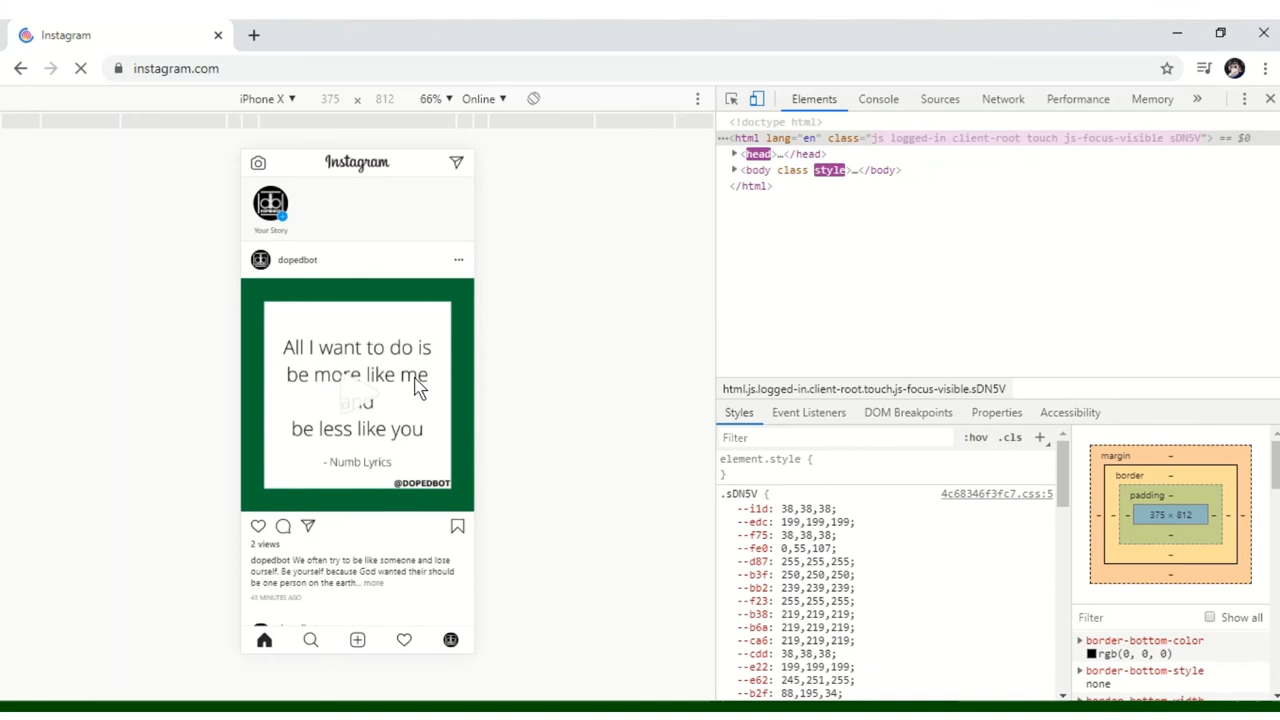 Instagram
instagram.com
iPhone X ▼ 375 x 812 66% ▼ Online ▼
Elements Console Sources Network Performance Memory »
<!doctype html>
…<html lang="en" class="js logged-in client-root touch js-focus-visible sDN5V"> == $0
<head>…</head>
<body class style>…</body>
</html>
Instagram
Your Story
dopedbot
All I want to do is
be more like me
and
be less like you
- Numb Lyrics
@DOPEDBOT
2 views
dopedbot We often try to be like someone and lose
ourself. Be yourself because God wanted their should
be one person on the earth... more
MINUTES AGO
html.js.logged-in.client-root.touch.js-focus-visible.sDN5V
Styles Event Listeners DOM Breakpoints Properties Accessibility
Filter :hov .cls +
element.style {
}
.sDN5V { 4c68346f3fc7.css:5
--i1d: 38,38,38;
--edc: 199,199,199;
--f75: 38,38,38;
--fe0: 0,55,107;
--d87: 255,255,255;
--b3f: 250,250,250;
--bb2: 239,239,239;
--f23: 255,255,255;
--b38: 219,219,219;
--b6a: 219,219,219;
--ca6: 219,219,219;
--cdd: 38,38,38;
--e22: 199,199,199;
--e62: 245,251,255;
--b2f: 88,195,34;
margin -
border -
padding -
- - - 375 × 812 - - -
-
-
-
Filter Show all
border-bottom-color
rgb(0, 0, 0)
border-bottom-style
none
border-bottom-width